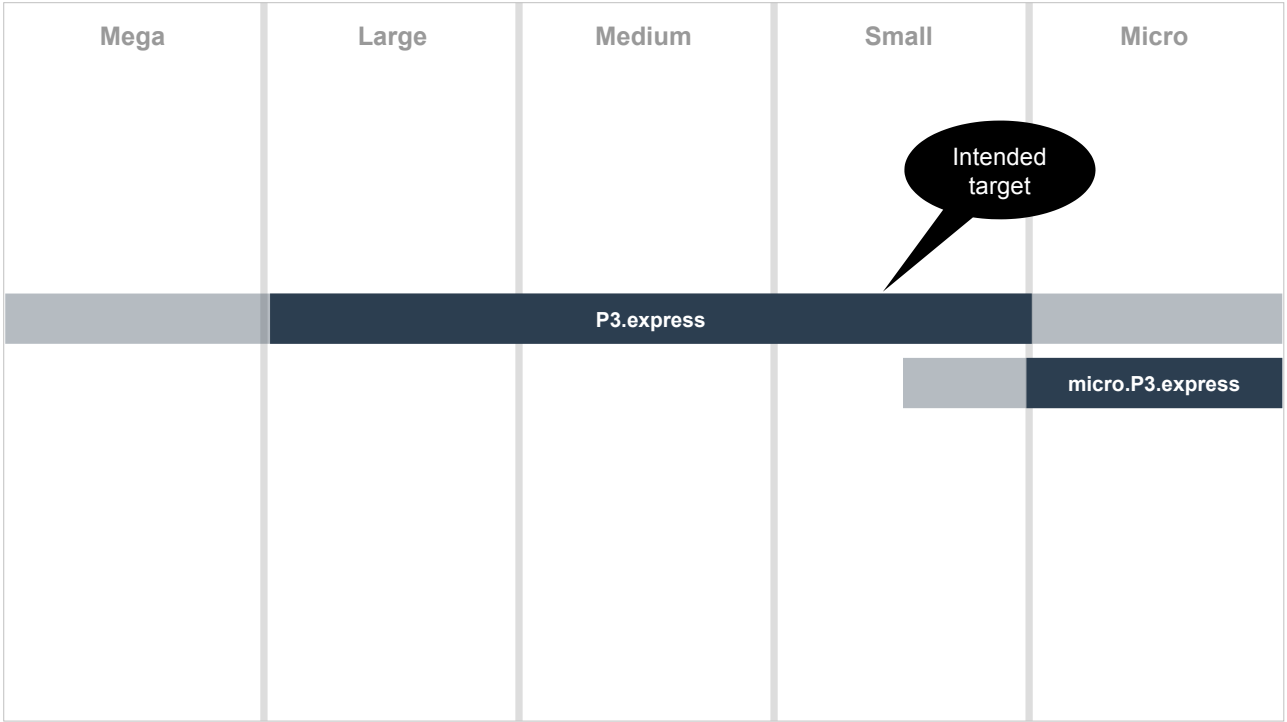 Mega
Large
Medium
Small
Micro
Intended
target
P3.express
micro.P3.express